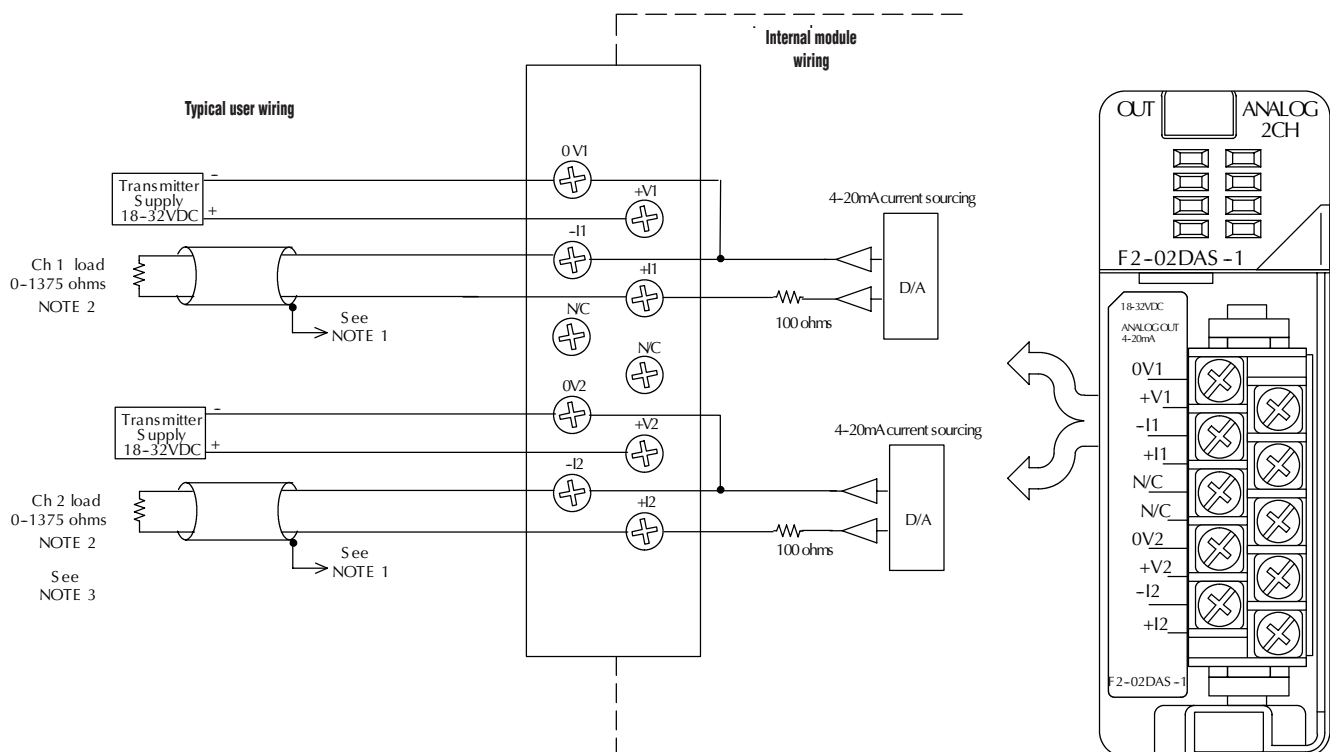 Internal module
wiring
Typical user wiring
0V1
Transmitter
Supply
18-32VDC
-
+
+V1
-I1
Ch 1 load
0-1375 ohms
NOTE 2
+I1
See
NOTE 1
N/C
N/C
4-20mA current sourcing
D/A
100 ohms
0V2
Transmitter
Supply
18-32VDC
-
+
+V2
-I2
Ch 2 load
0-1375 ohms
NOTE 2
+I2
See
NOTE 1
See
NOTE 3
4-20mA current sourcing
D/A
100 ohms
OUT
ANALOG
2CH
F2-02DAS-1
18-32VDC
ANALOG OUT
4-20mA
0V1
+V1
-I1
+I1
N/C
N/C
0V2
+V2
-I2
+I2
F2-02DAS-1